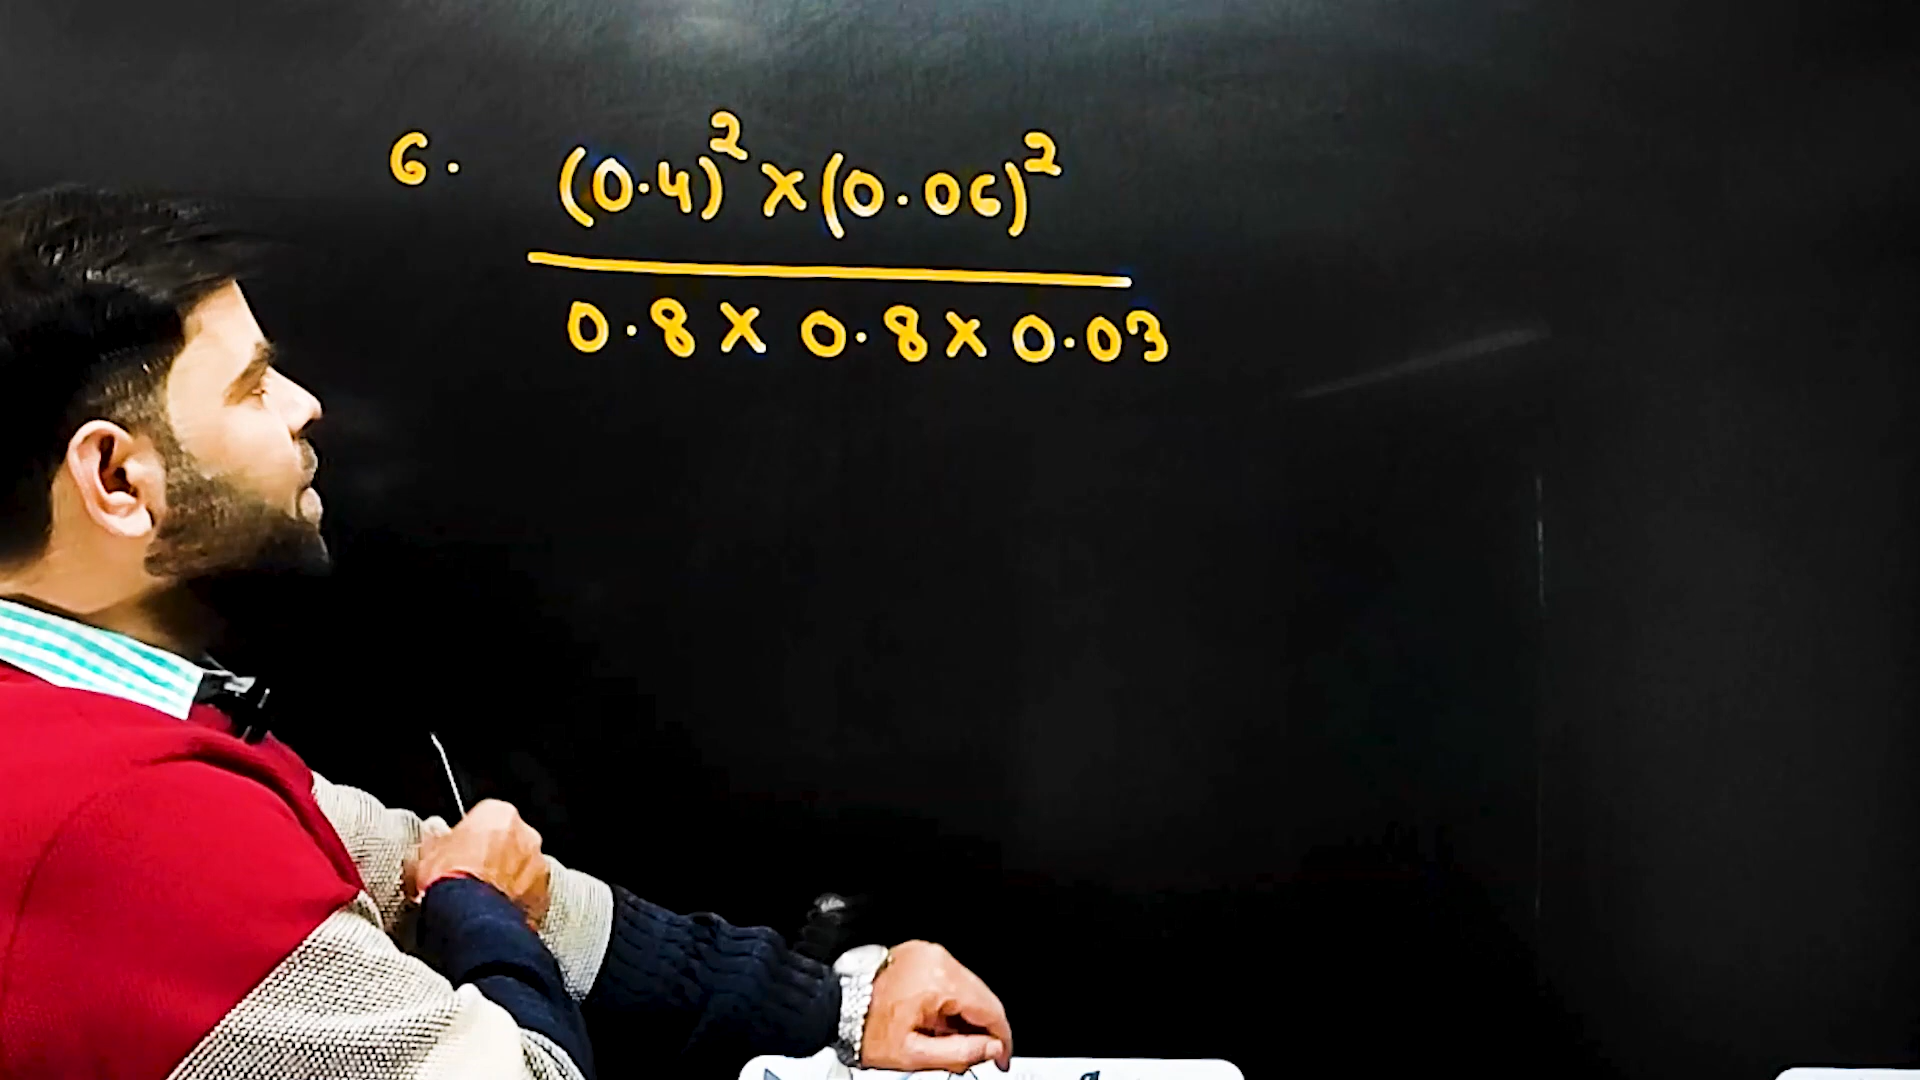 6. (0.4)² × (0.06)²
0.8 × 0.8 × 0.03